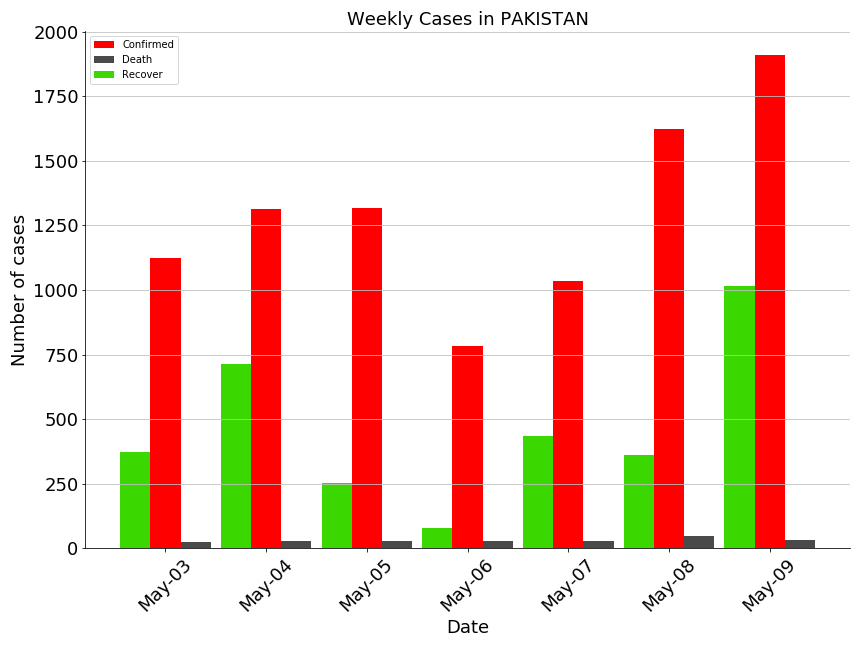 Weekly Cases in PAKISTAN
Confirmed
Death
Recover
Number of cases
2000
1750
1500
1250
1000
750
500
250
0
May-03
May-04
May-05
May-06
May-07
May-08
May-09
Date